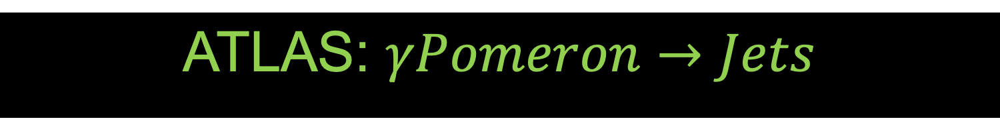 ATLAS: γPomeron → Jets